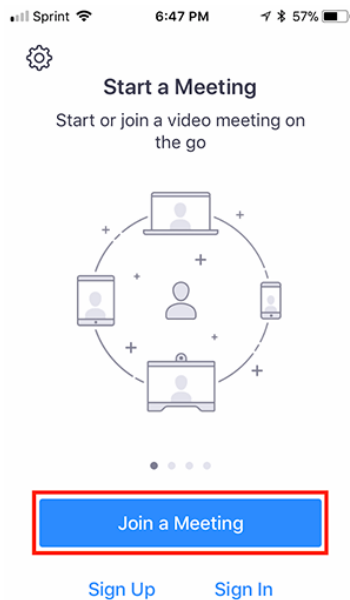 Sprint 6:47 PM 57%
Start a Meeting
Start or join a video meeting on
the go
Join a Meeting
Sign Up Sign In